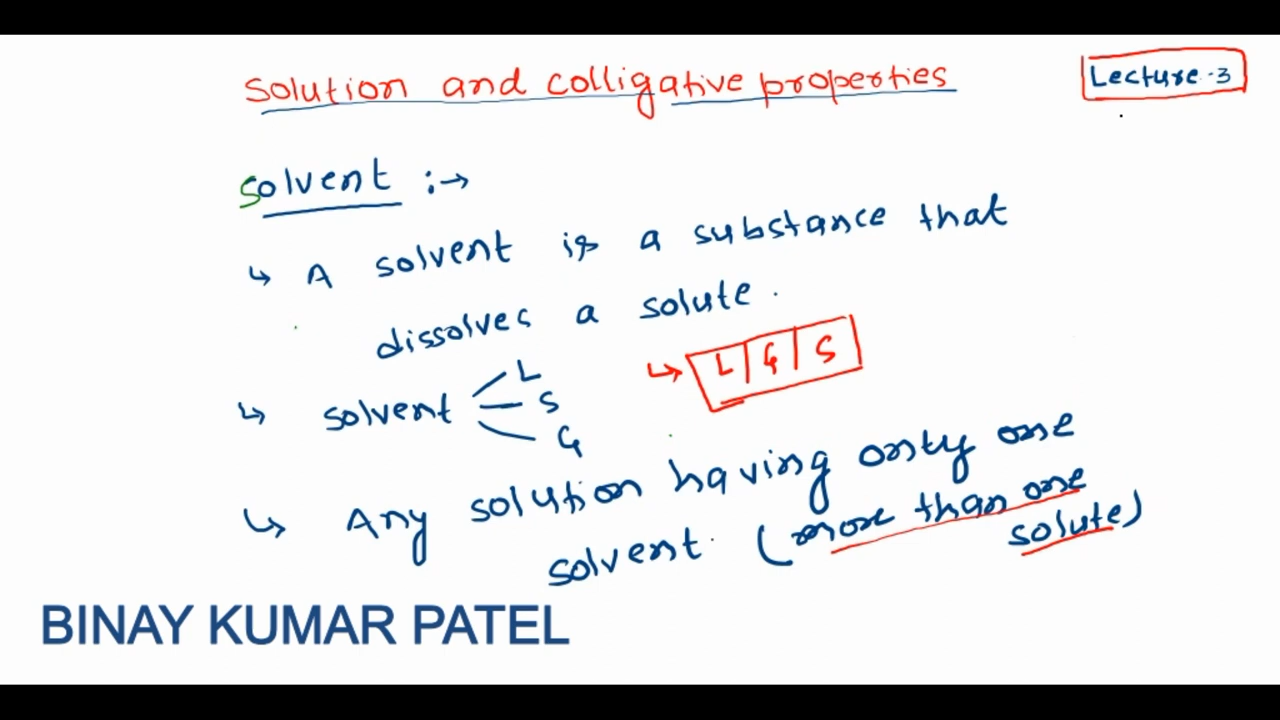 Solution and colligative properties
Lecture-3
Solvent :→
↳ A solvent is a substance that
dissolves a solute.
↳ solvent L
S
G
↳ L G S
↳ Any solution having only one
solvent (more than one
solute)
BINAY KUMAR PATEL